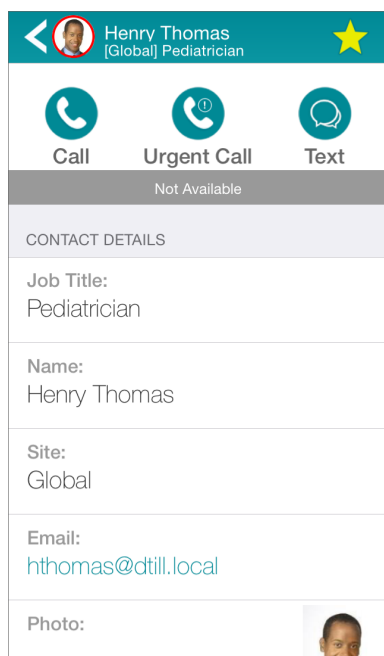 Henry Thomas
[Global] Pediatrician
Call Urgent Call Text
Not Available
CONTACT DETAILS
Job Title:
Pediatrician
Name:
Henry Thomas
Site:
Global
Email:
hthomas@dtill.local
Photo: